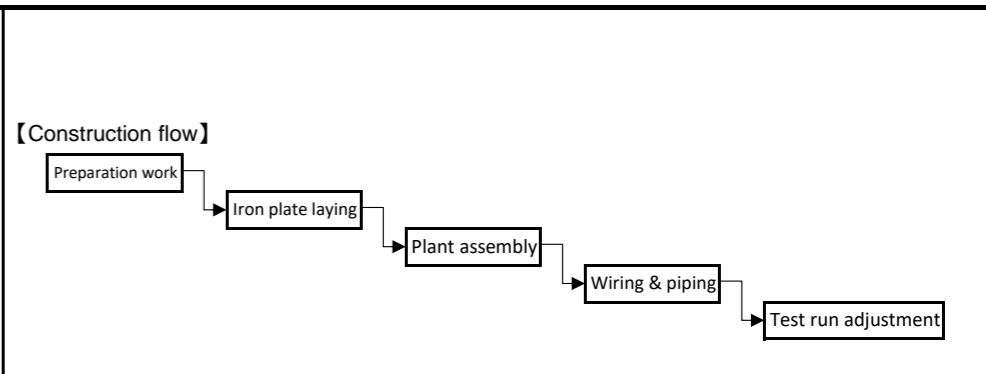 【Construction flow】
Preparation work
Iron plate laying
Plant assembly
Wiring & piping
Test run adjustment